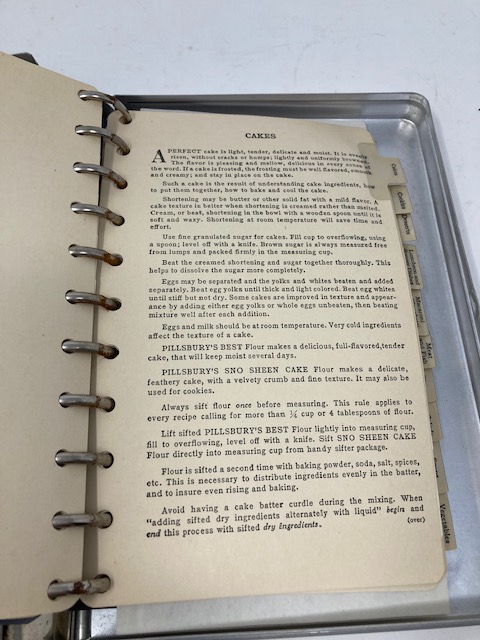 CAKES
A PERFECT cake is light, tender, delicate and moist. It is evenly
risen, without cracks or humps; lightly and uniformly browned.
The flavor is pleasing and mellow, delicious in every sense of
the word. If a cake is frosted, the frosting must be well flavored, smooth
and creamy; and stay in place on the cake.
Such a cake is the result of understanding cake ingredients, how
to put them together, how to bake and cool the cake.
Shortening may be butter or other solid fat with a mild flavor. A
cake texture is better when shortening is creamed rather than melted.
Cream, or beat, shortening in the bowl with a wooden spoon until it is
soft and waxy. Shortening at room temperature will save time and
effort.
Use fine granulated sugar for cakes. Fill cup to overflowing, using
a spoon; level off with a knife. Brown sugar is always measured free
from lumps and packed firmly in the measuring cup.
Beat the creamed shortening and sugar together thoroughly. This
helps to dissolve the sugar more completely.
Eggs may be separated and the yolks and whites beaten and added
separately. Beat egg yolks until thick and light colored. Beat egg whites
until stiff but not dry. Some cakes are improved in texture and appear-
ance by adding either egg yolks or whole eggs unbeaten, then beating
mixture well after each addition.
Eggs and milk should be at room temperature. Very cold ingredients
affect the texture of a cake.
PILLSBURY'S BEST Flour makes a delicious, full-flavored, tender
cake, that will keep moist several days.
PILLSBURY'S SNO SHEEN CAKE Flour makes a delicate,
feathery cake, with a velvety crumb and fine texture. It may also be
used for cookies.
Always sift flour once before measuring. This rule applies to
every recipe calling for more than ¼ cup or 4 tablespoons of flour.
Lift sifted PILLSBURY'S BEST Flour lightly into measuring cup,
fill to overflowing, level off with a knife. Sift SNO SHEEN CAKE
Flour directly into measuring cup from handy sifter package.
Flour is sifted a second time with baking powder, soda, salt, spices,
etc. This is necessary to distribute ingredients evenly in the batter,
and to insure even rising and baking.
Avoid having a cake batter curdle during the mixing. When
"adding sifted dry ingredients alternately with liquid" begin and
end this process with sifted dry ingredients.
(over)
Cakes
Cookies
Desserts
Meat
Vegetables